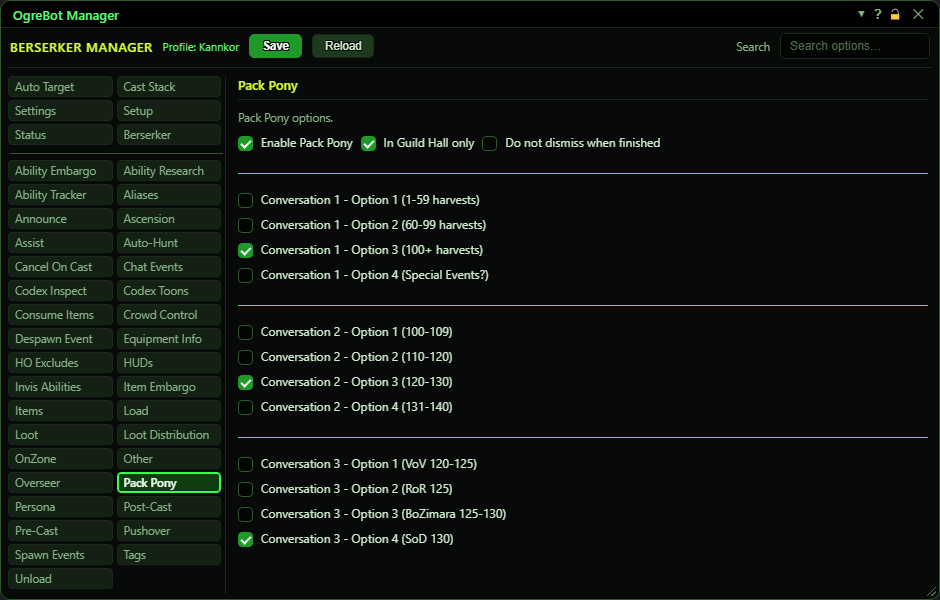 OgreBot Manager
▼ ?
BERSERKER MANAGER Profile: Kannkor Save Reload Search Search options...
Auto Target Cast Stack
Settings Setup
Status Berserker
Ability Embargo Ability Research
Ability Tracker Aliases
Announce Ascension
Assist Auto-Hunt
Cancel On Cast Chat Events
Codex Inspect Codex Toons
Consume Items Crowd Control
Despawn Event Equipment Info
HO Excludes HUDs
Invis Abilities Item Embargo
Items Load
Loot Loot Distribution
OnZone Other
Overseer Pack Pony
Persona Post-Cast
Pre-Cast Pushover
Spawn Events Tags
Unload
Pack Pony
Pack Pony options.
Enable Pack Pony In Guild Hall only Do not dismiss when finished
Conversation 1 - Option 1 (1-59 harvests)
Conversation 1 - Option 2 (60-99 harvests)
Conversation 1 - Option 3 (100+ harvests)
Conversation 1 - Option 4 (Special Events?)
Conversation 2 - Option 1 (100-109)
Conversation 2 - Option 2 (110-120)
Conversation 2 - Option 3 (120-130)
Conversation 2 - Option 4 (131-140)
Conversation 3 - Option 1 (VoV 120-125)
Conversation 3 - Option 2 (RoR 125)
Conversation 3 - Option 3 (BoZimara 125-130)
Conversation 3 - Option 4 (SoD 130)